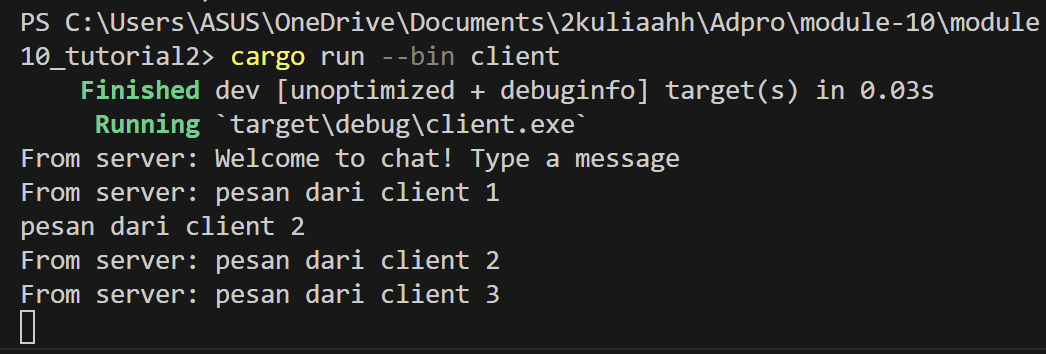 PS C:\Users\ASUS\OneDrive\Documents\2kuliaahh\Adpro\module-10\module
10_tutorial2> cargo run --bin client
    Finished dev [unoptimized + debuginfo] target(s) in 0.03s
     Running `target\debug\client.exe`
From server: Welcome to chat! Type a message
From server: pesan dari client 1
pesan dari client 2
From server: pesan dari client 2
From server: pesan dari client 3